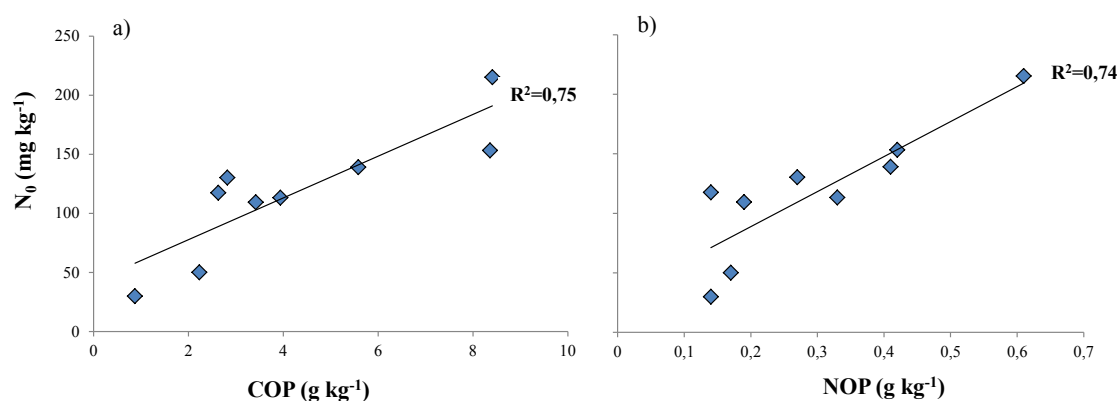 a)
250
200
150
100
50
0
N₀ (mg kg⁻¹)
R²=0,75
0 2 4 6 8 10
COP (g kg⁻¹)
b)
R²=0,74
0 0,1 0,2 0,3 0,4 0,5 0,6 0,7
NOP (g kg⁻¹)